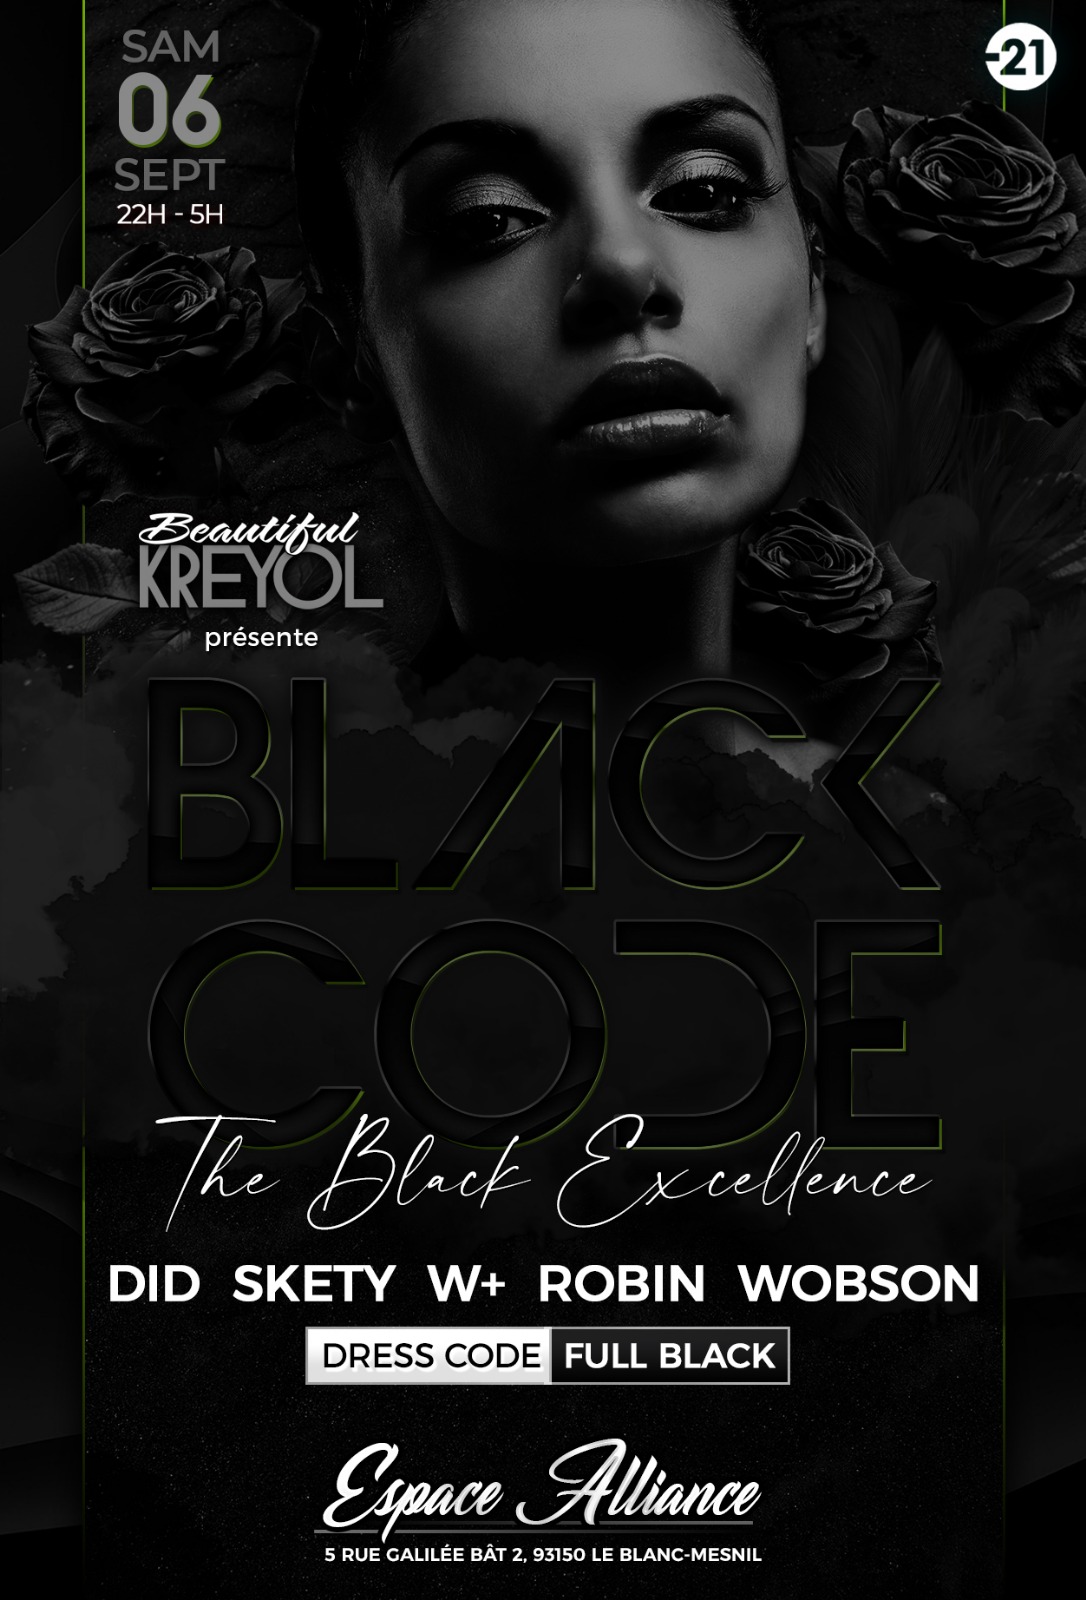 SAM
06
SEPT
22H - 5H
-21
Beautiful
KREYOL
présente
BLACK
CODE
The Black Excellence
DID SKETY W+ ROBIN WOBSON
DRESS CODE FULL BLACK
Espace Alliance
5 RUE GALILÉE BÂT 2, 93150 LE BLANC-MESNIL